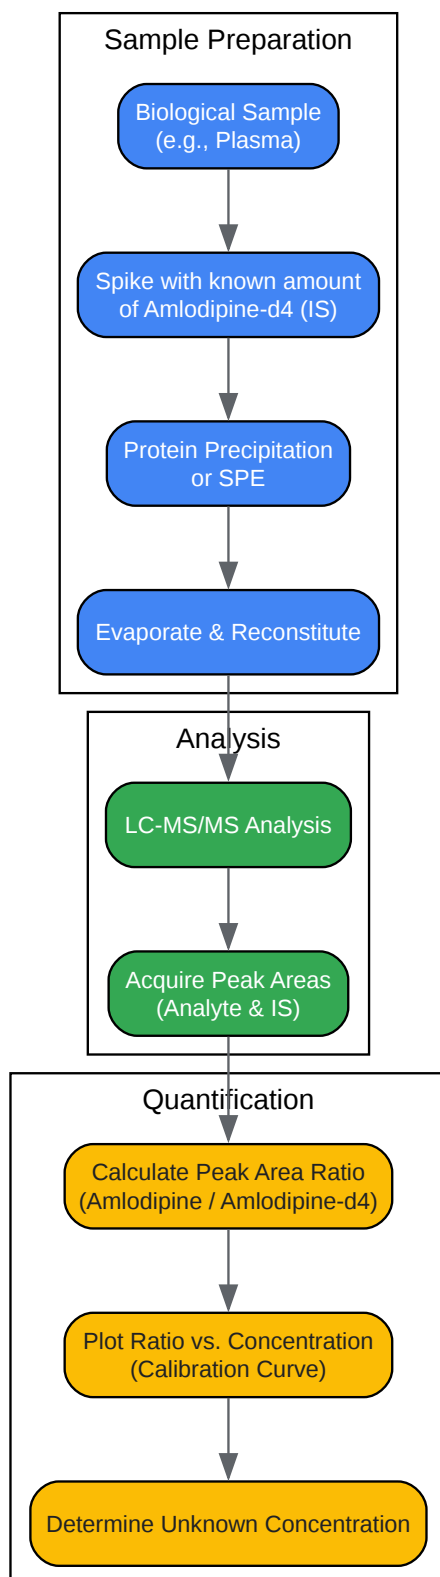 Sample Preparation
Biological Sample
(e.g., Plasma)
Spike with known amount
of Amlodipine-d4 (IS)
Protein Precipitation
or SPE
Evaporate & Reconstitute
Analysis
LC-MS/MS Analysis
Acquire Peak Areas
(Analyte & IS)
Quantification
Calculate Peak Area Ratio
(Amlodipine / Amlodipine-d4)
Plot Ratio vs. Concentration
(Calibration Curve)
Determine Unknown Concentration